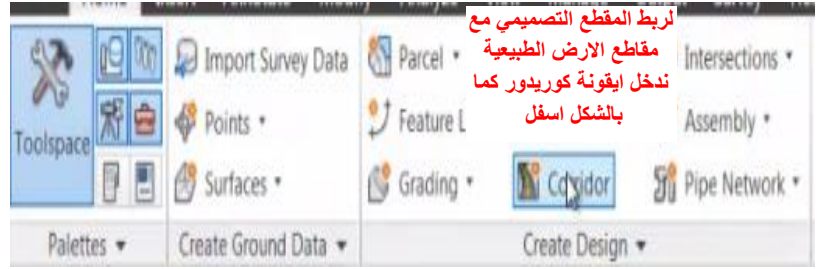 لربط المقطع التصميمي مع
مقاطع الارض الطبيعية
ندخل ايقونة كوريدور كما
بالشكل اسفل
Toolspace
Import Survey Data
Points
Surfaces
Parcel
Feature L
Grading
Corridor
Intersections
Assembly
Pipe Network
Palettes
Create Ground Data
Create Design